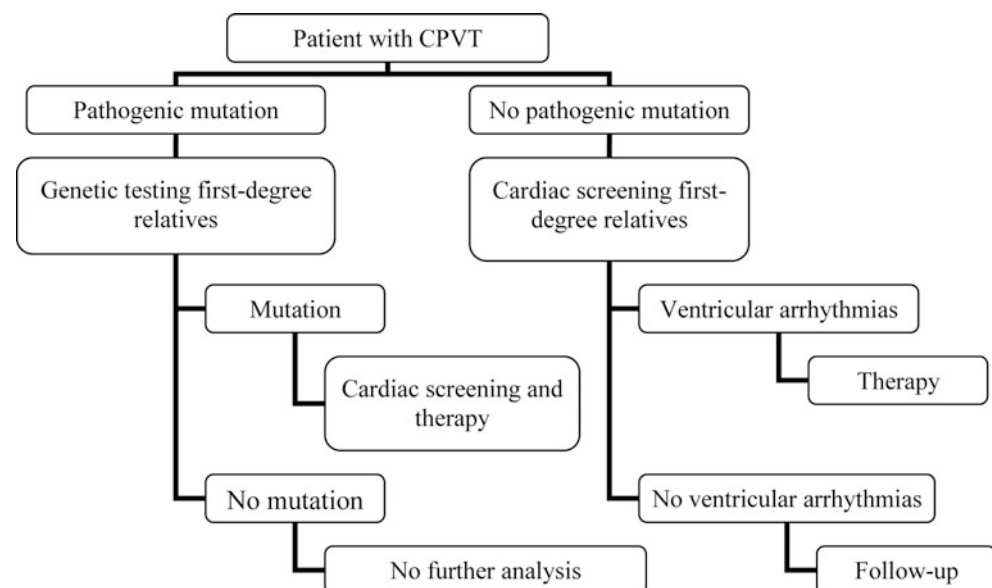 Patient with CPVT
Pathogenic mutation
No pathogenic mutation
Genetic testing first-degree
relatives
Cardiac screening first-
degree relatives
Mutation
Ventricular arrhythmias
Cardiac screening and
therapy
Therapy
No mutation
No ventricular arrhythmias
No further analysis
Follow-up